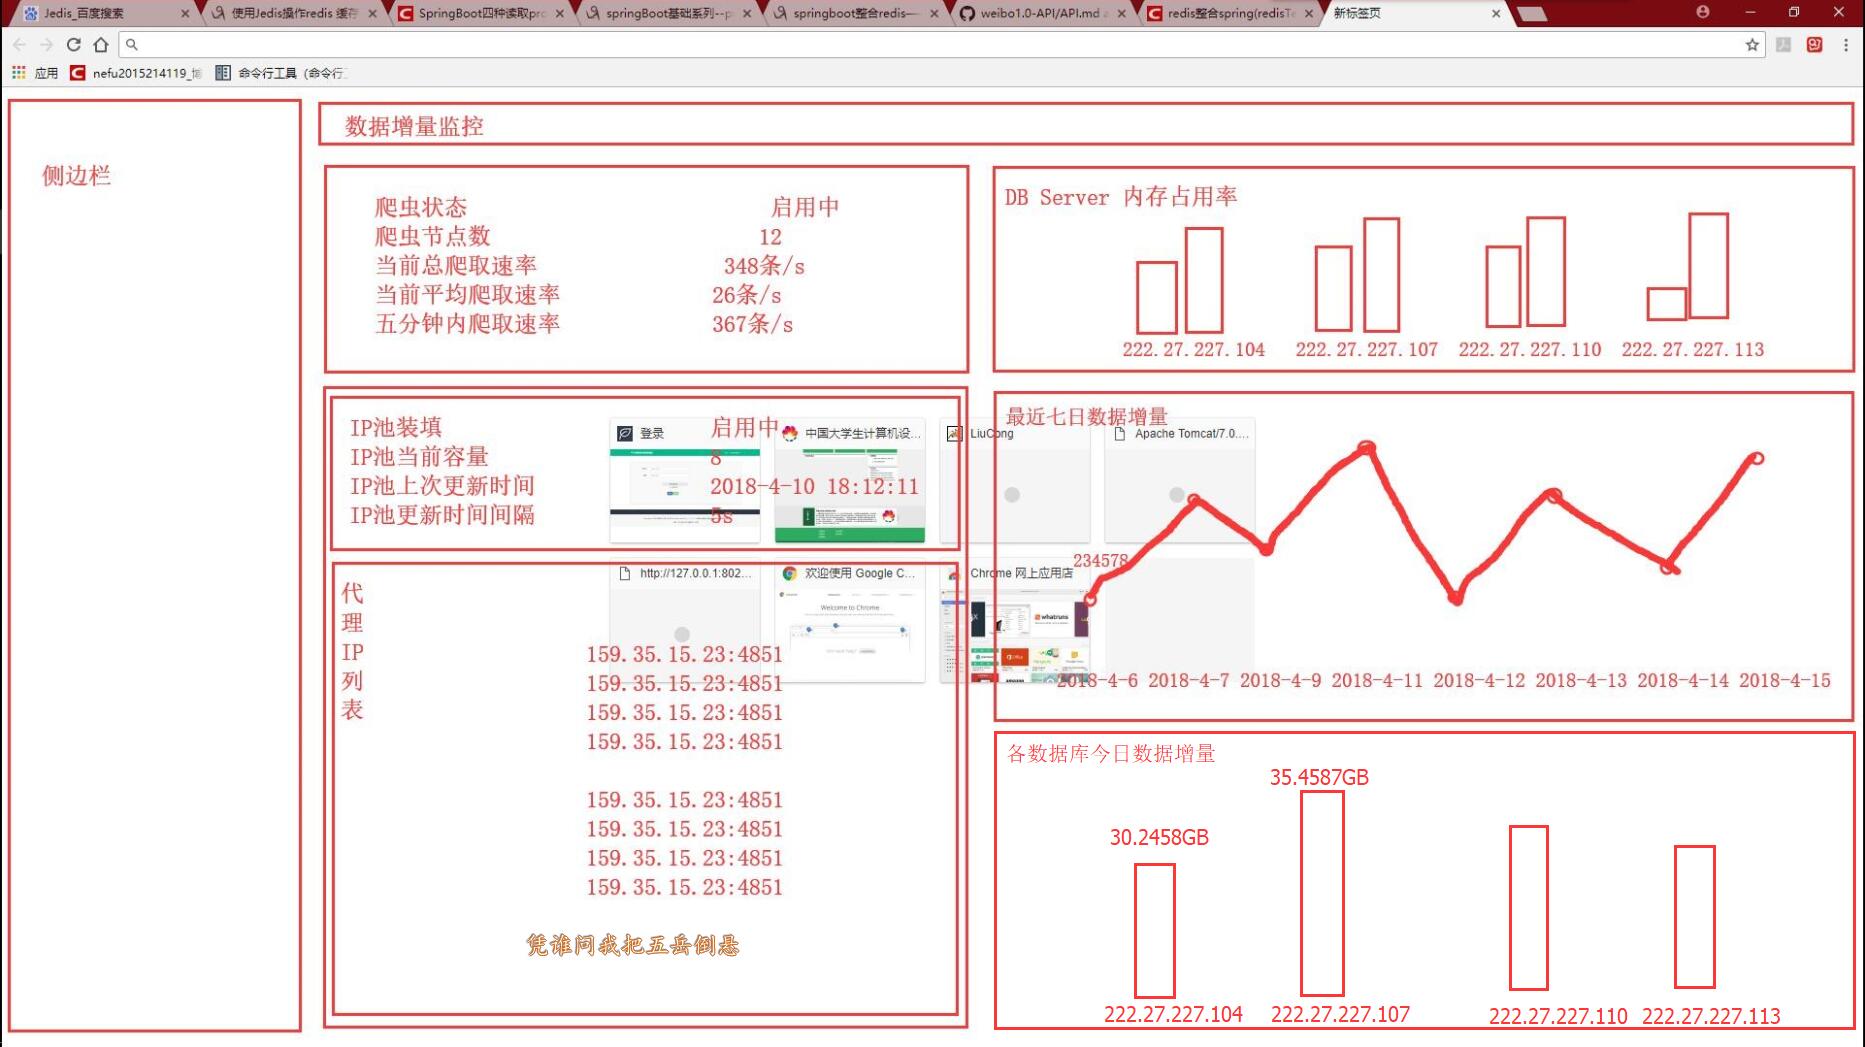 Jedis_百度搜索
使用Jedis操作redis 缓存
SpringBoot四种读取pro
springBoot基础系列--p
springboot整合redis—
weibo1.0-API/API.md a
redis整合spring(redisTe
新标签页
应用
nefu2015214119_
命令行工具（命令行
侧边栏
数据增量监控
爬虫状态 启用中
爬虫节点数 12
当前总爬取速率 348条/s
当前平均爬取速率 26条/s
五分钟内爬取速率 367条/s
DB Server 内存占用率
222.27.227.104 222.27.227.107 222.27.227.110 222.27.227.113
IP池装填 启用中
IP池当前容量 8
IP池上次更新时间 2018-4-10 18:12:11
IP池更新时间间隔 5s
登录
中国大学生计算机设...
LiuCong
Apache Tomcat/7.0....
http://127.0.0.1:802...
欢迎使用 Google C...
Chrome 网上应用店
Welcome to Chrome
whatruns
代
理
IP
列
表
159.35.15.23:4851
159.35.15.23:4851
159.35.15.23:4851
159.35.15.23:4851
159.35.15.23:4851
159.35.15.23:4851
159.35.15.23:4851
159.35.15.23:4851
凭谁问我把五岳倒悬
最近七日数据增量
234578
2018-4-6 2018-4-7 2018-4-9 2018-4-11 2018-4-12 2018-4-13 2018-4-14 2018-4-15
各数据库今日数据增量
35.4587GB
30.2458GB
222.27.227.104 222.27.227.107 222.27.227.110 222.27.227.113